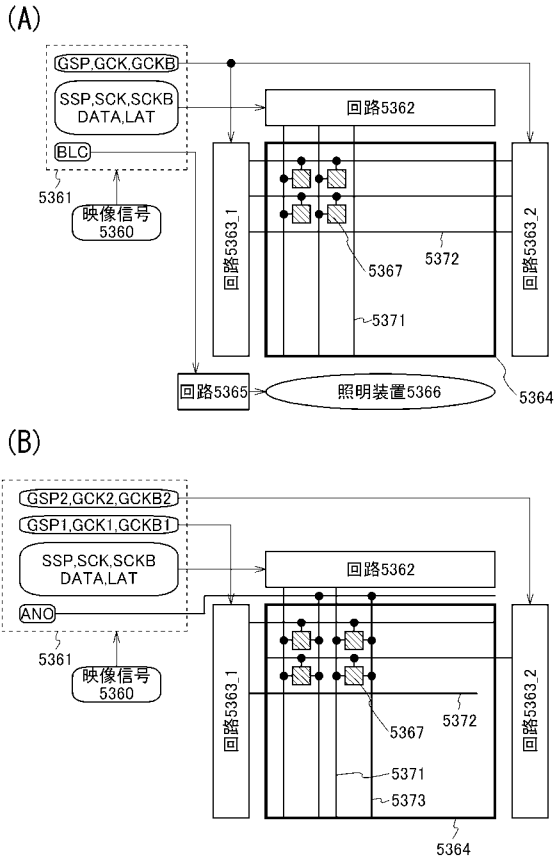 (A)
GSP,GCK,GCKB
SSP,SCK,SCKB
DATA,LAT
BLC
5361
映像信号
5360
回路5362
回路5363_1
回路5363_2
5367
5372
5371
5364
回路5365
照明装置5366
(B)
GSP2,GCK2,GCKB2
GSP1,GCK1,GCKB1
SSP,SCK,SCKB
DATA,LAT
ANO
5361
映像信号
5360
回路5362
回路5363_1
回路5363_2
5372
5367
5371
5373
5364